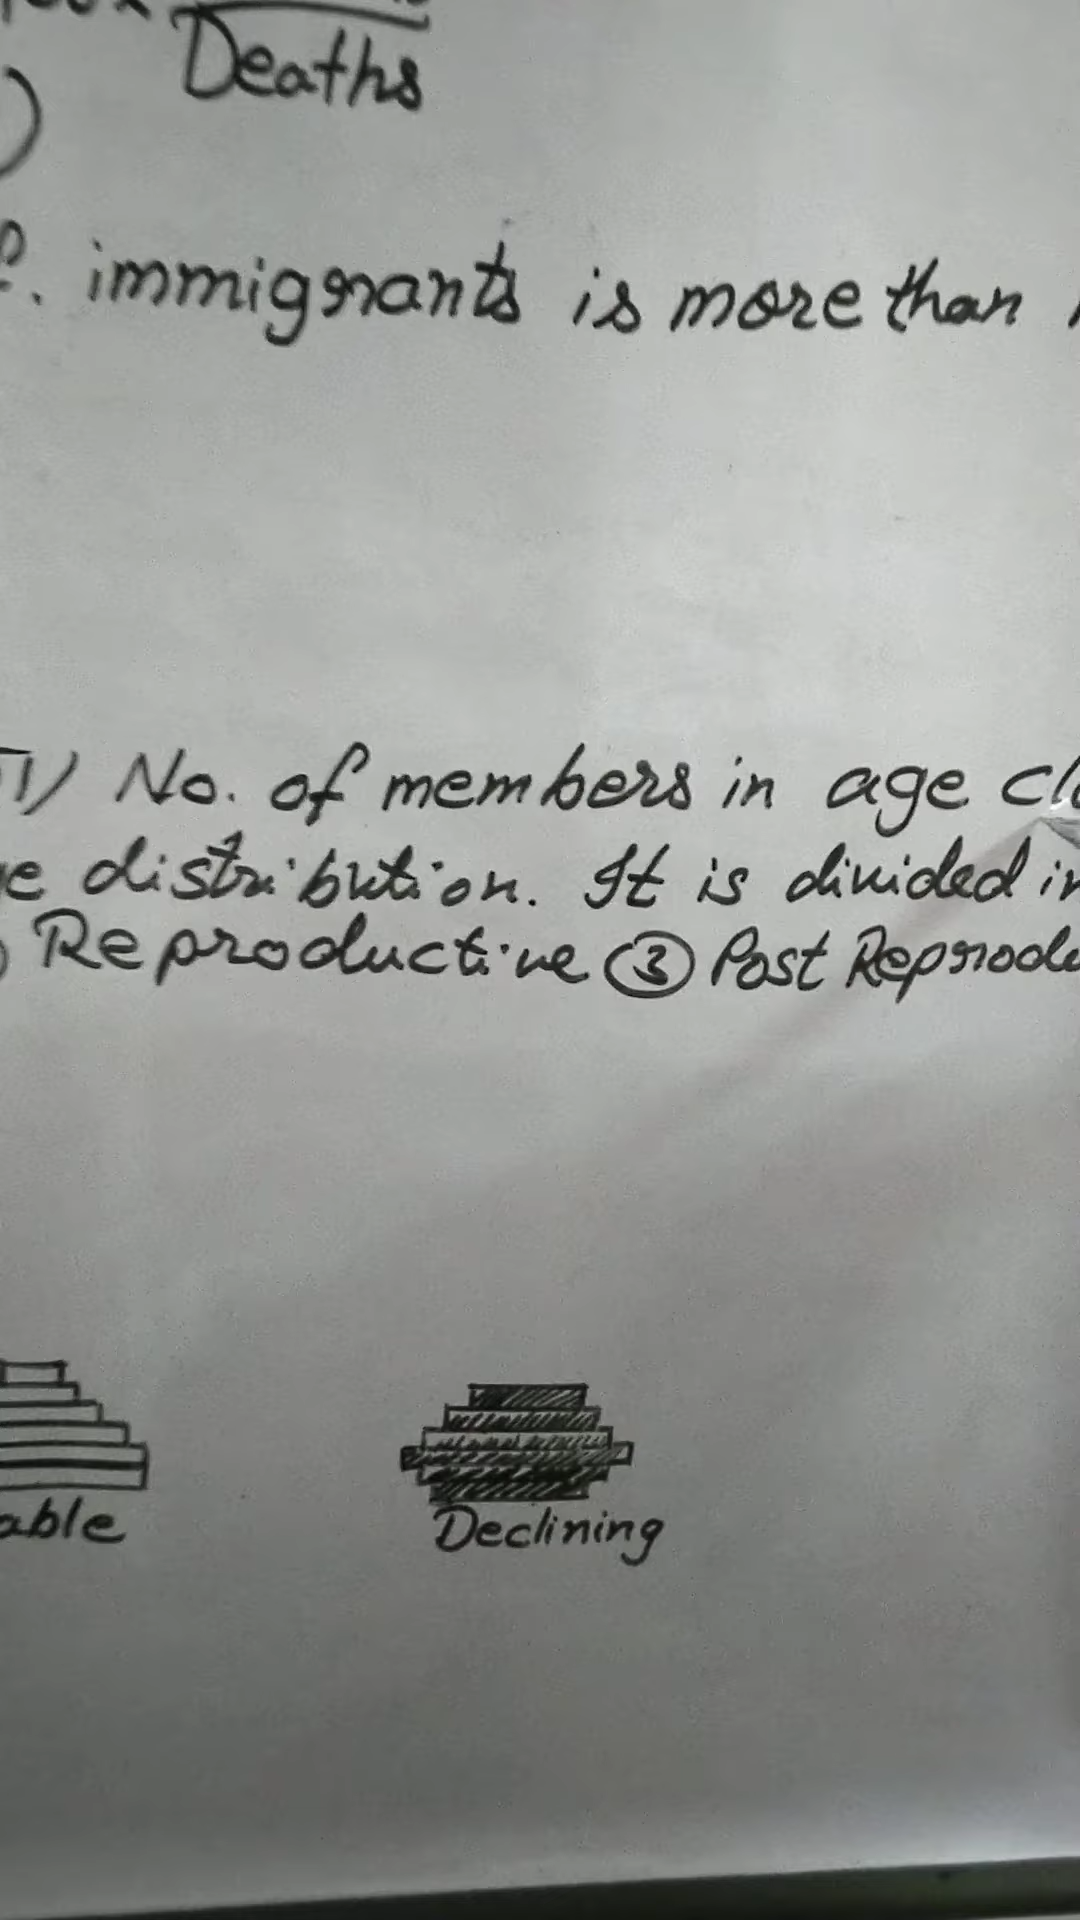 Deaths
)
immigrants is more than
No. of members in age
distribution. It is divided
Reproductive ③ Post
able
Declining